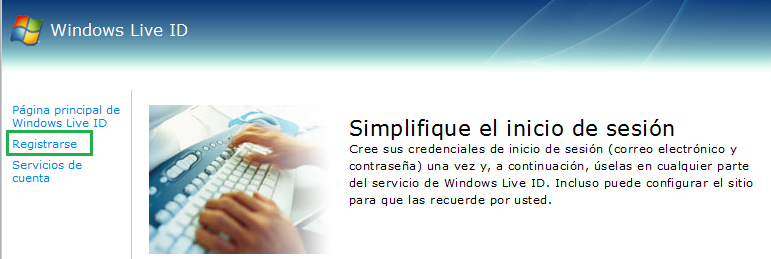 Windows Live ID
Página principal de
Windows Live ID
Registrarse
Servicios de
cuenta
Simplifique el inicio de sesión
Cree sus credenciales de inicio de sesión (correo electrónico y
contraseña) una vez y, a continuación, úselas en cualquier parte
del servicio de Windows Live ID. Incluso puede configurar el sitio
para que las recuerde por usted.